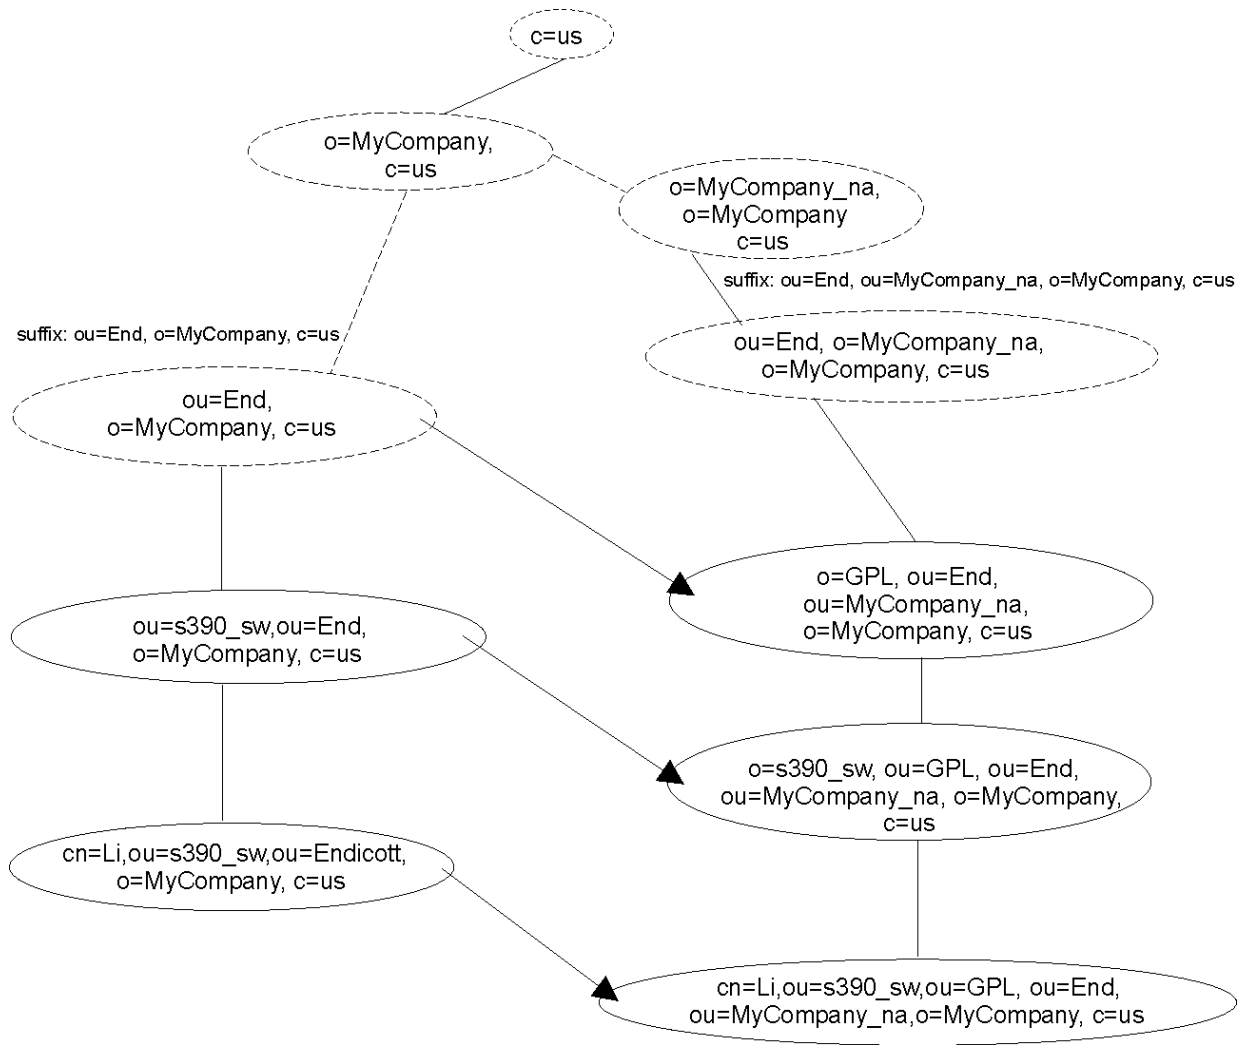 c=us
o=MyCompany,
c=us
o=MyCompany_na,
o=MyCompany
c=us
suffix: ou=End, ou=MyCompany_na, o=MyCompany, c=us
suffix: ou=End, o=MyCompany, c=us
ou=End, o=MyCompany_na,
o=MyCompany, c=us
ou=End,
o=MyCompany, c=us
o=GPL, ou=End,
ou=MyCompany_na,
o=MyCompany, c=us
ou=s390_sw,ou=End,
o=MyCompany, c=us
o=s390_sw, ou=GPL, ou=End,
ou=MyCompany_na, o=MyCompany,
c=us
cn=Li,ou=s390_sw,ou=Endicott,
o=MyCompany, c=us
cn=Li,ou=s390_sw,ou=GPL, ou=End,
ou=MyCompany_na,o=MyCompany, c=us